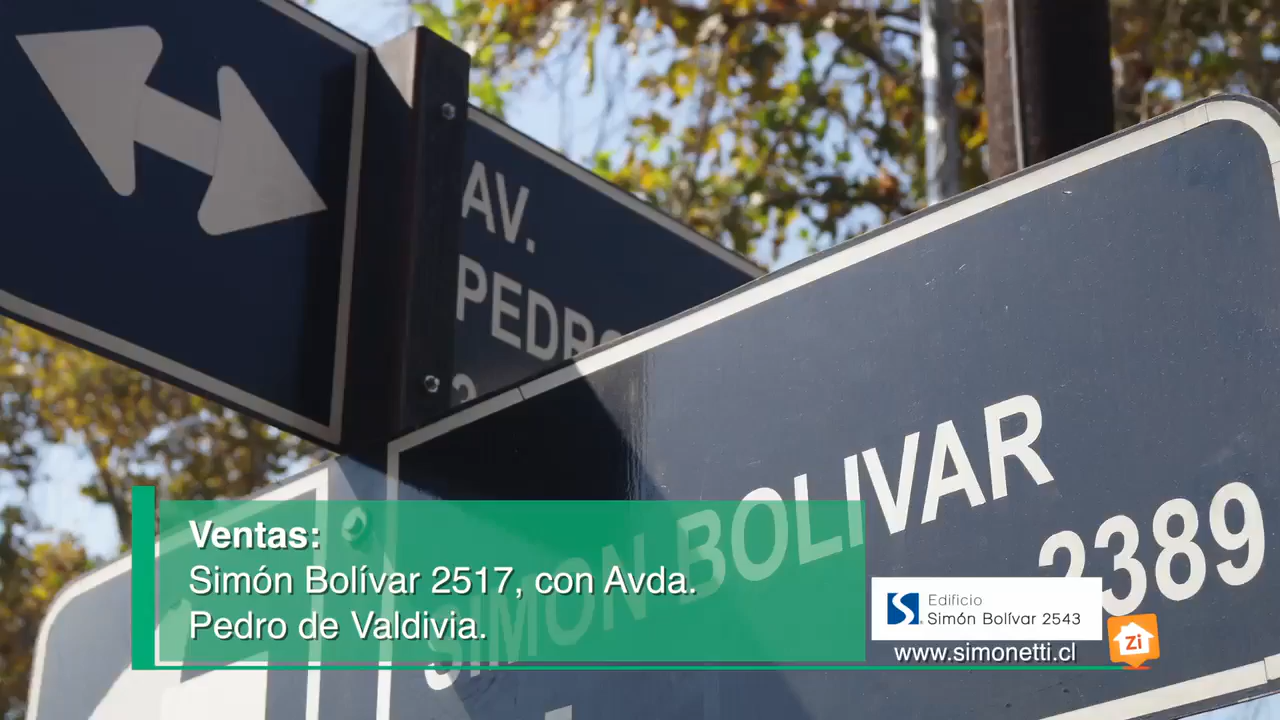 AV.
PEDRO
SIMON BOLIVAR
2389
Ventas:
Simón Bolívar 2517, con Avda.
Pedro de Valdivia.
Edificio
Simón Bolívar 2543
www.simonetti.cl
Zi